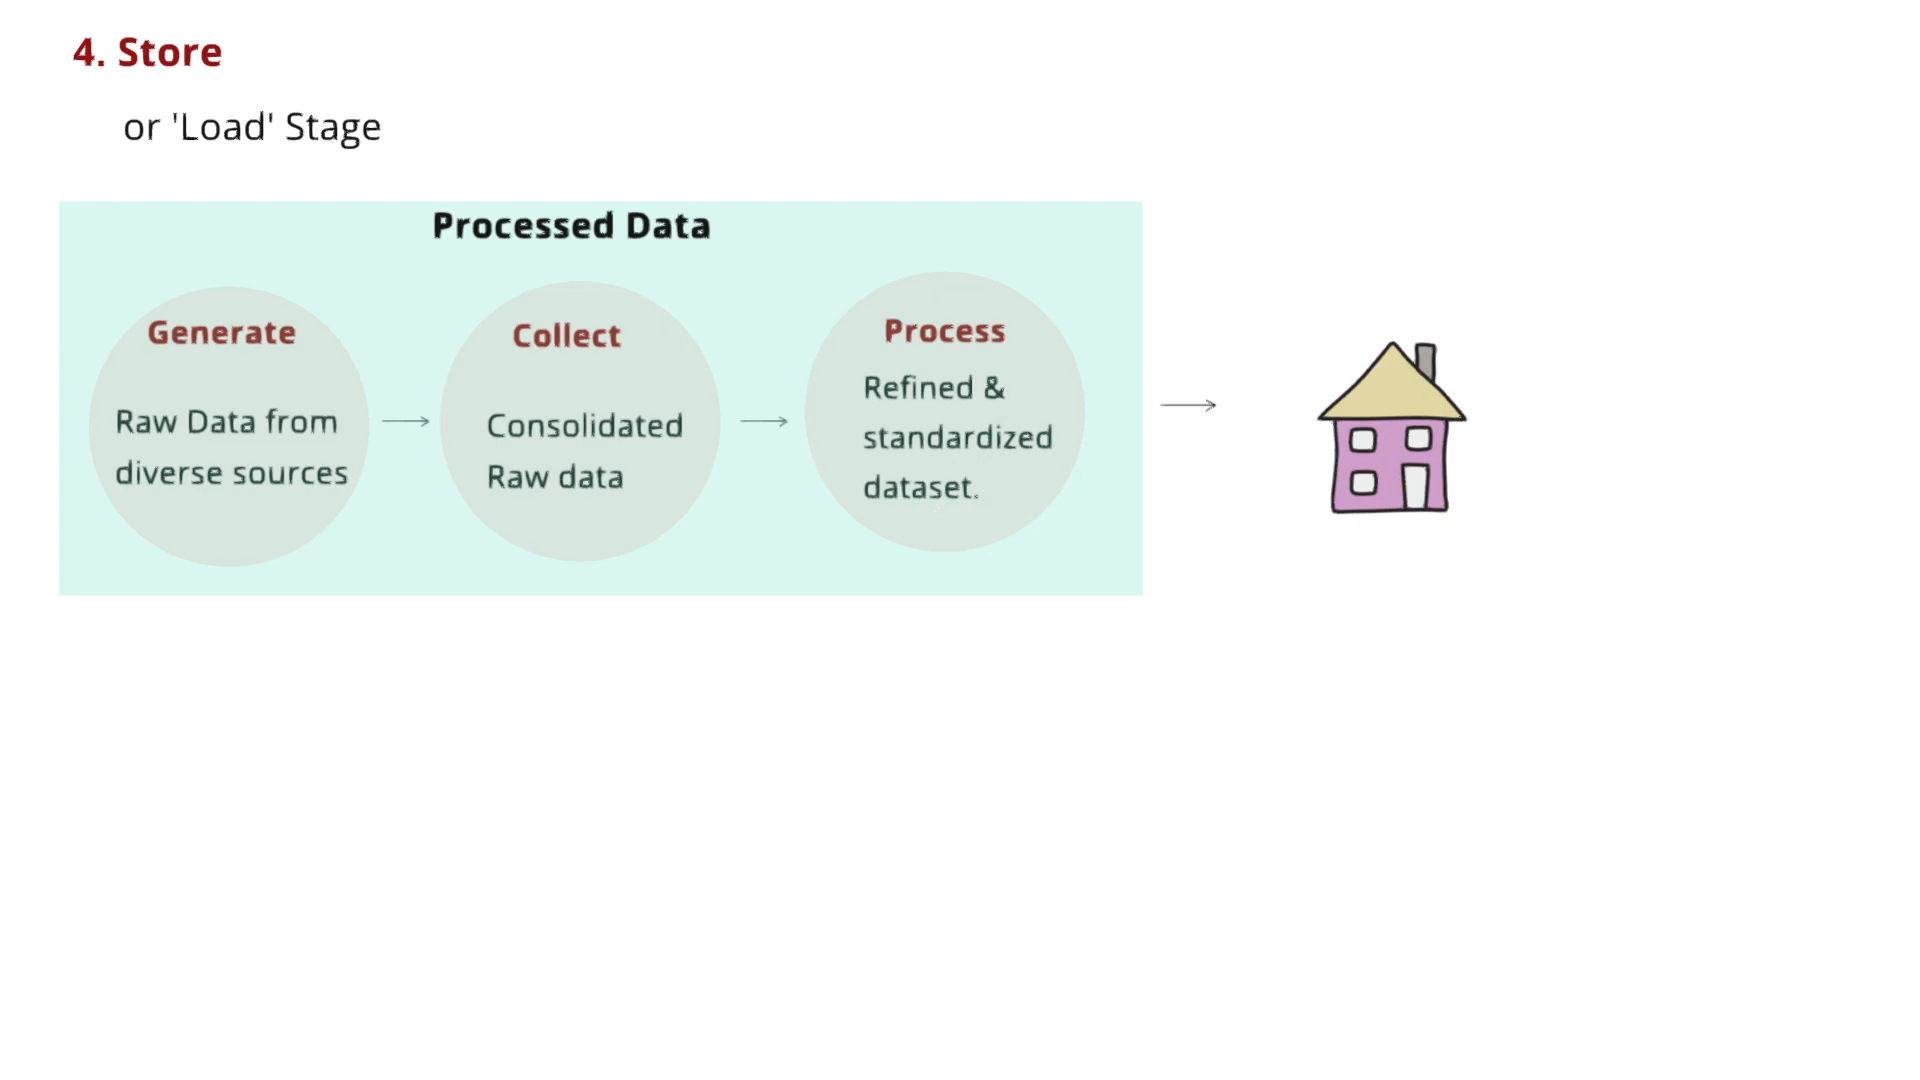 4. Store
or 'Load' Stage
Processed Data
Generate
Raw Data from
diverse sources
Collect
Consolidated
Raw data
Process
Refined &
standardized
dataset.